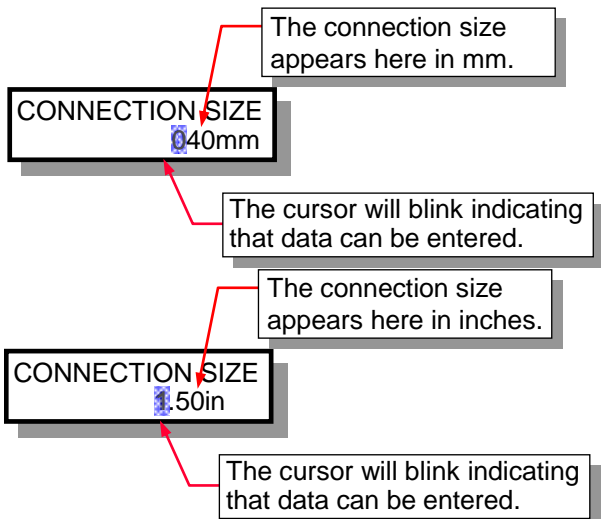 The connection size
appears here in mm.
CONNECTION SIZE
040mm
The cursor will blink indicating
that data can be entered.
The connection size
appears here in inches.
CONNECTION SIZE
1.50in
The cursor will blink indicating
that data can be entered.